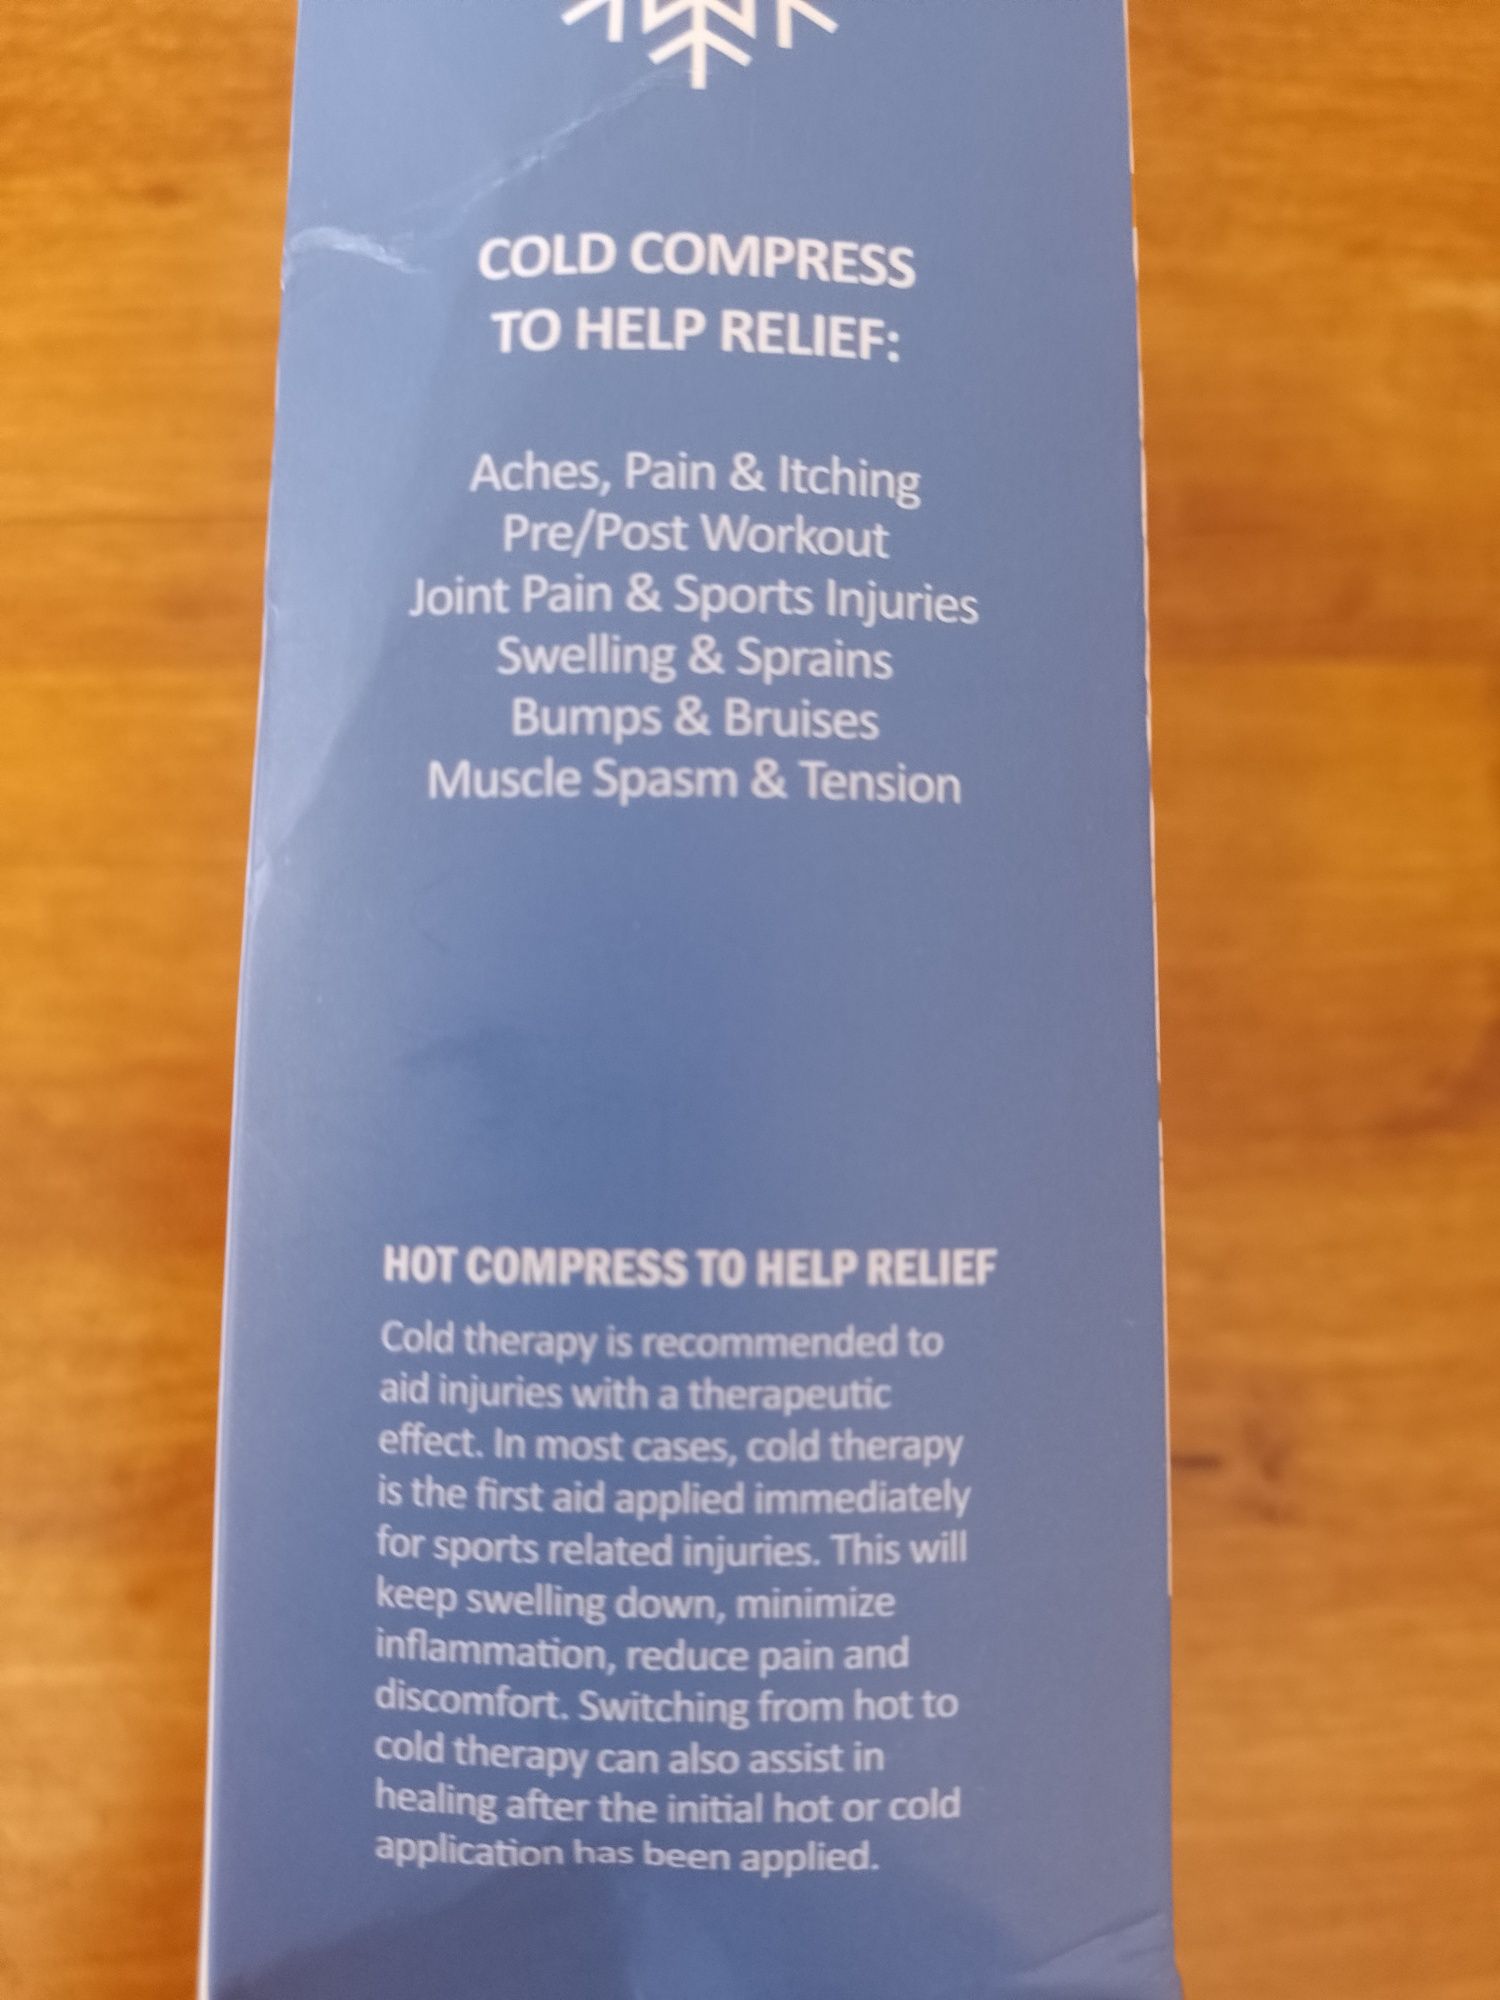 COLD COMPRESS
TO HELP RELIEF:
Aches, Pain & Itching
Pre/Post Workout
Joint Pain & Sports Injuries
Swelling & Sprains
Bumps & Bruises
Muscle Spasm & Tension
HOT COMPRESS TO HELP RELIEF
Cold therapy is recommended to
aid injuries with a therapeutic
effect. In most cases, cold therapy
is the first aid applied immediately
for sports related injuries. This will
keep swelling down, minimize
inflammation, reduce pain and
discomfort. Switching from hot to
cold therapy can also assist in
healing after the initial hot or cold
application has been applied.